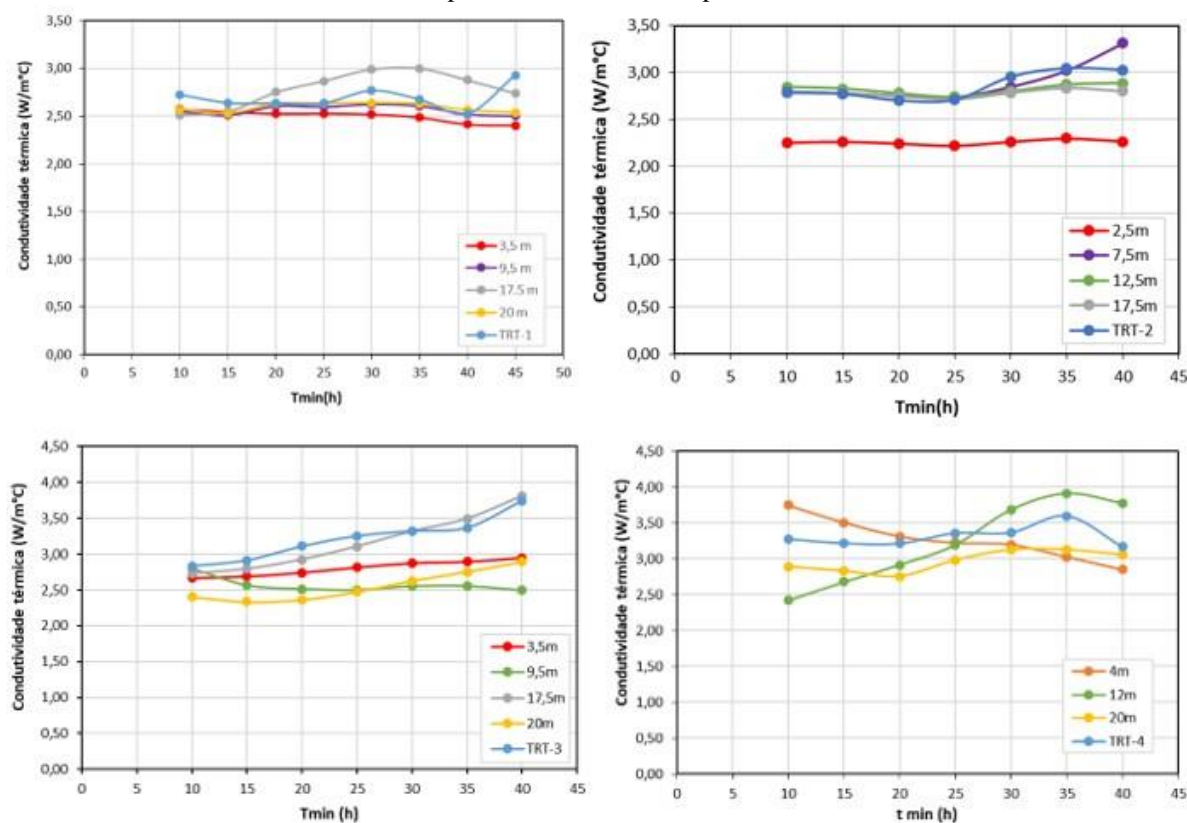 Condutividade térmica (W/m°C)
3,50
3,00
2,50
2,00
1,50
1,00
0,50
0,00
0 5 10 15 20 25 30 35 40 45 50
Tmin(h)
3,5 m
9,5 m
17.5 m
20 m
TRT-1
Condutividade térmica (W/m°C)
3,50
3,00
2,50
2,00
1,50
1,00
0,50
0,00
0 5 10 15 20 25 30 35 40 45
Tmin(h)
2,5m
7,5m
12,5m
17,5m
TRT-2
Condutividade térmica (W/m°C)
4,50
4,00
3,50
3,00
2,50
2,00
1,50
1,00
0,50
0,00
0 5 10 15 20 25 30 35 40 45
Tmin (h)
3,5m
9,5m
17,5m
20m
TRT-3
Condutividade térmica (W/m°C)
4,50
4,00
3,50
3,00
2,50
2,00
1,50
1,00
0,50
0,00
0 5 10 15 20 25 30 35 40 45
t min (h)
4m
12m
20m
TRT-4